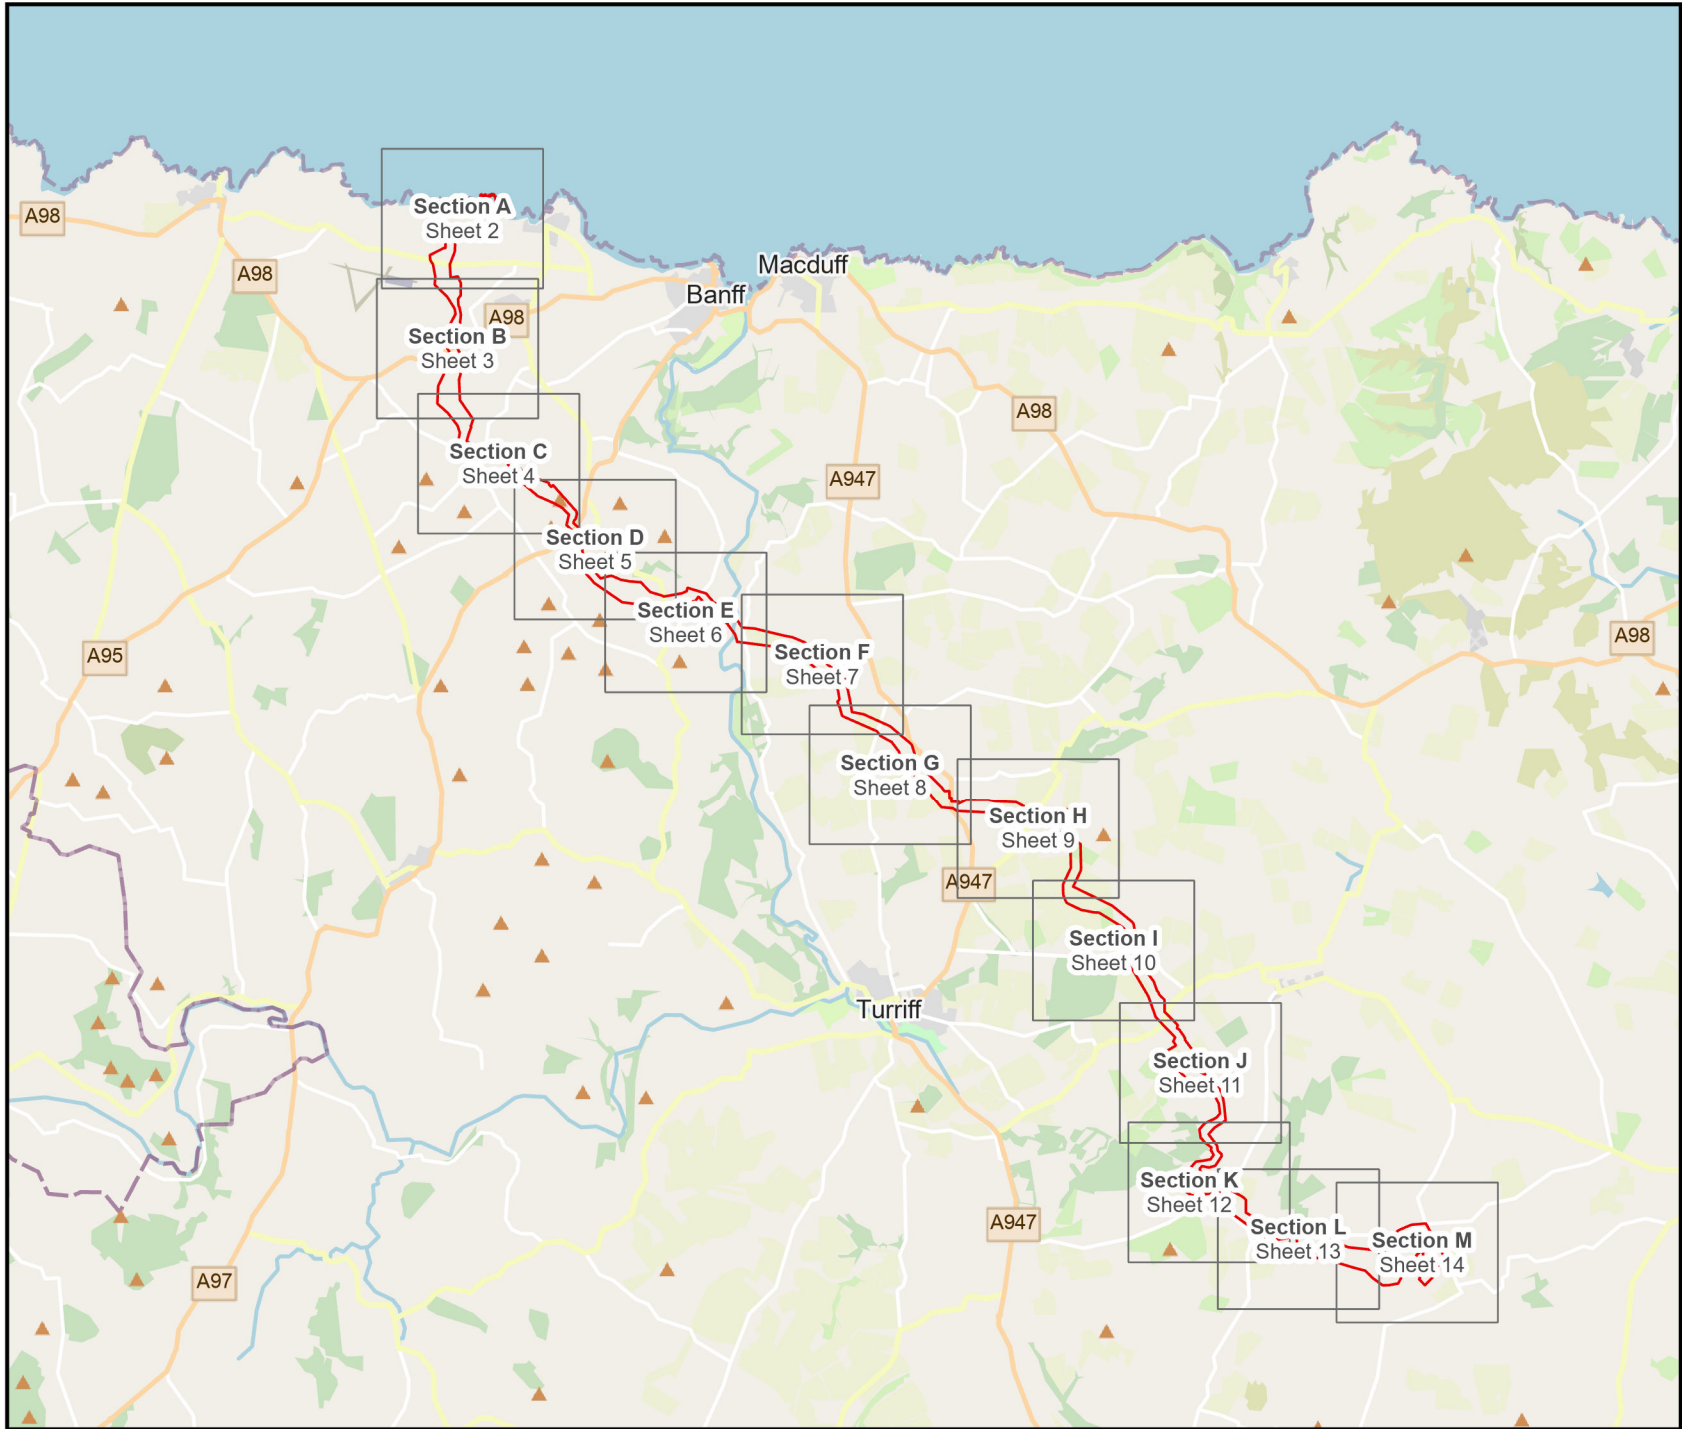 Section A
Sheet 2
A98
Macduff
A98
Banff
A98
Section B
Sheet 3
A98
Section C
Sheet 4
A947
Section D
Sheet 5
Section E
Sheet 6
A98
A95
Section F
Sheet 7
Section G
Sheet 8
Section H
Sheet 9
A947
Section I
Sheet 10
Turriff
Section J
Sheet 11
Section K
Sheet 12
A947
Section L
Sheet 13
Section M
Sheet 14
A97